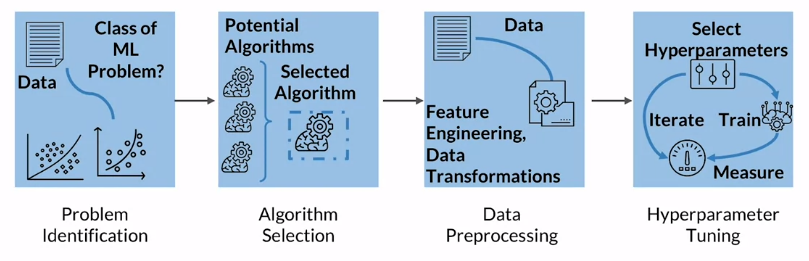 Data
Class of
ML
Problem?
Problem
Identification
Potential
Algorithms
Selected
Algorithm
Algorithm
Selection
Data
Feature
Engineering,
Data
Transformations
Data
Preprocessing
Select
Hyperparameters
Iterate
Train
Measure
Hyperparameter
Tuning